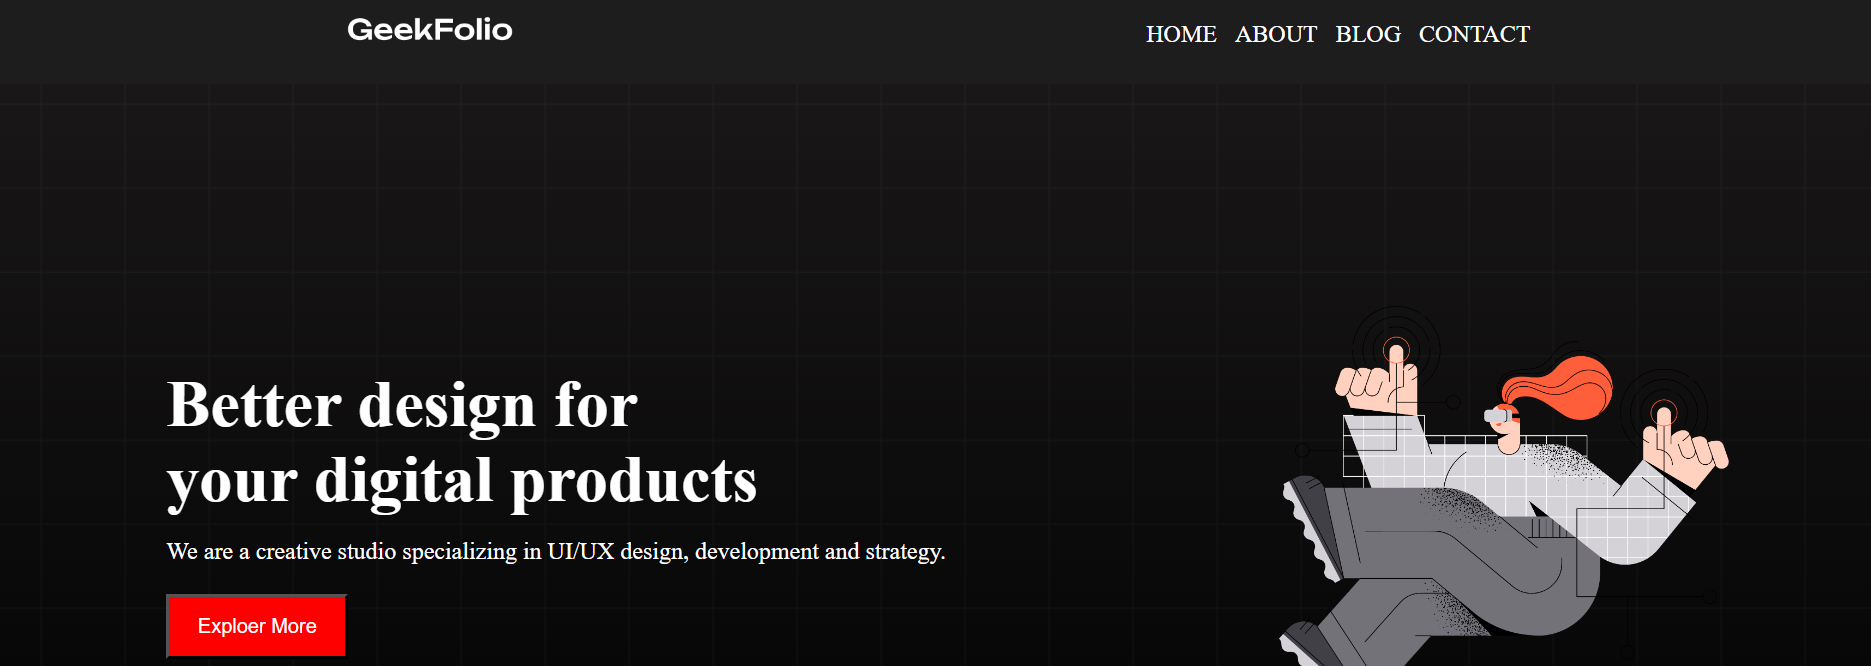 GeekFolio
HOME ABOUT BLOG CONTACT
Better design for
your digital products
We are a creative studio specializing in UI/UX design, development and strategy.
Exploer More